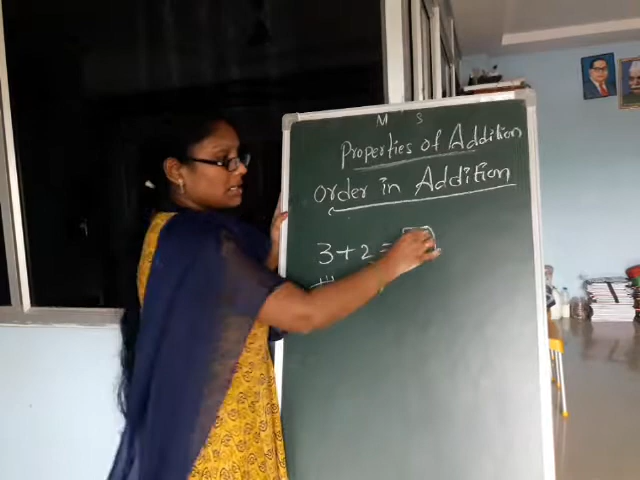 M S
Properties of Addition
Order in Addition
3 + 2 =